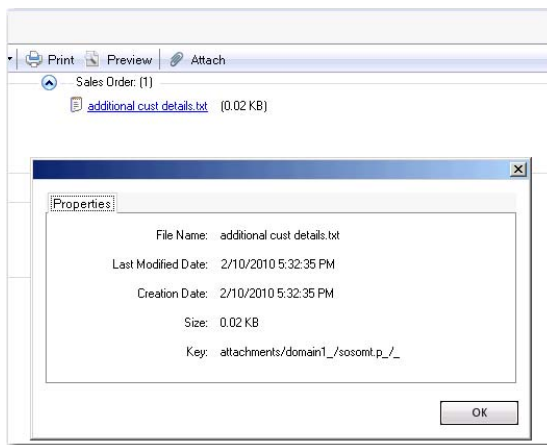 Print Preview Attach
Sales Order: (1)
additional cust details.txt (0.02 KB)
Properties
File Name: additional cust details.txt
Last Modified Date: 2/10/2010 5:32:35 PM
Creation Date: 2/10/2010 5:32:35 PM
Size: 0.02 KB
Key: attachments/domain1_/sosomt.p_/_
OK